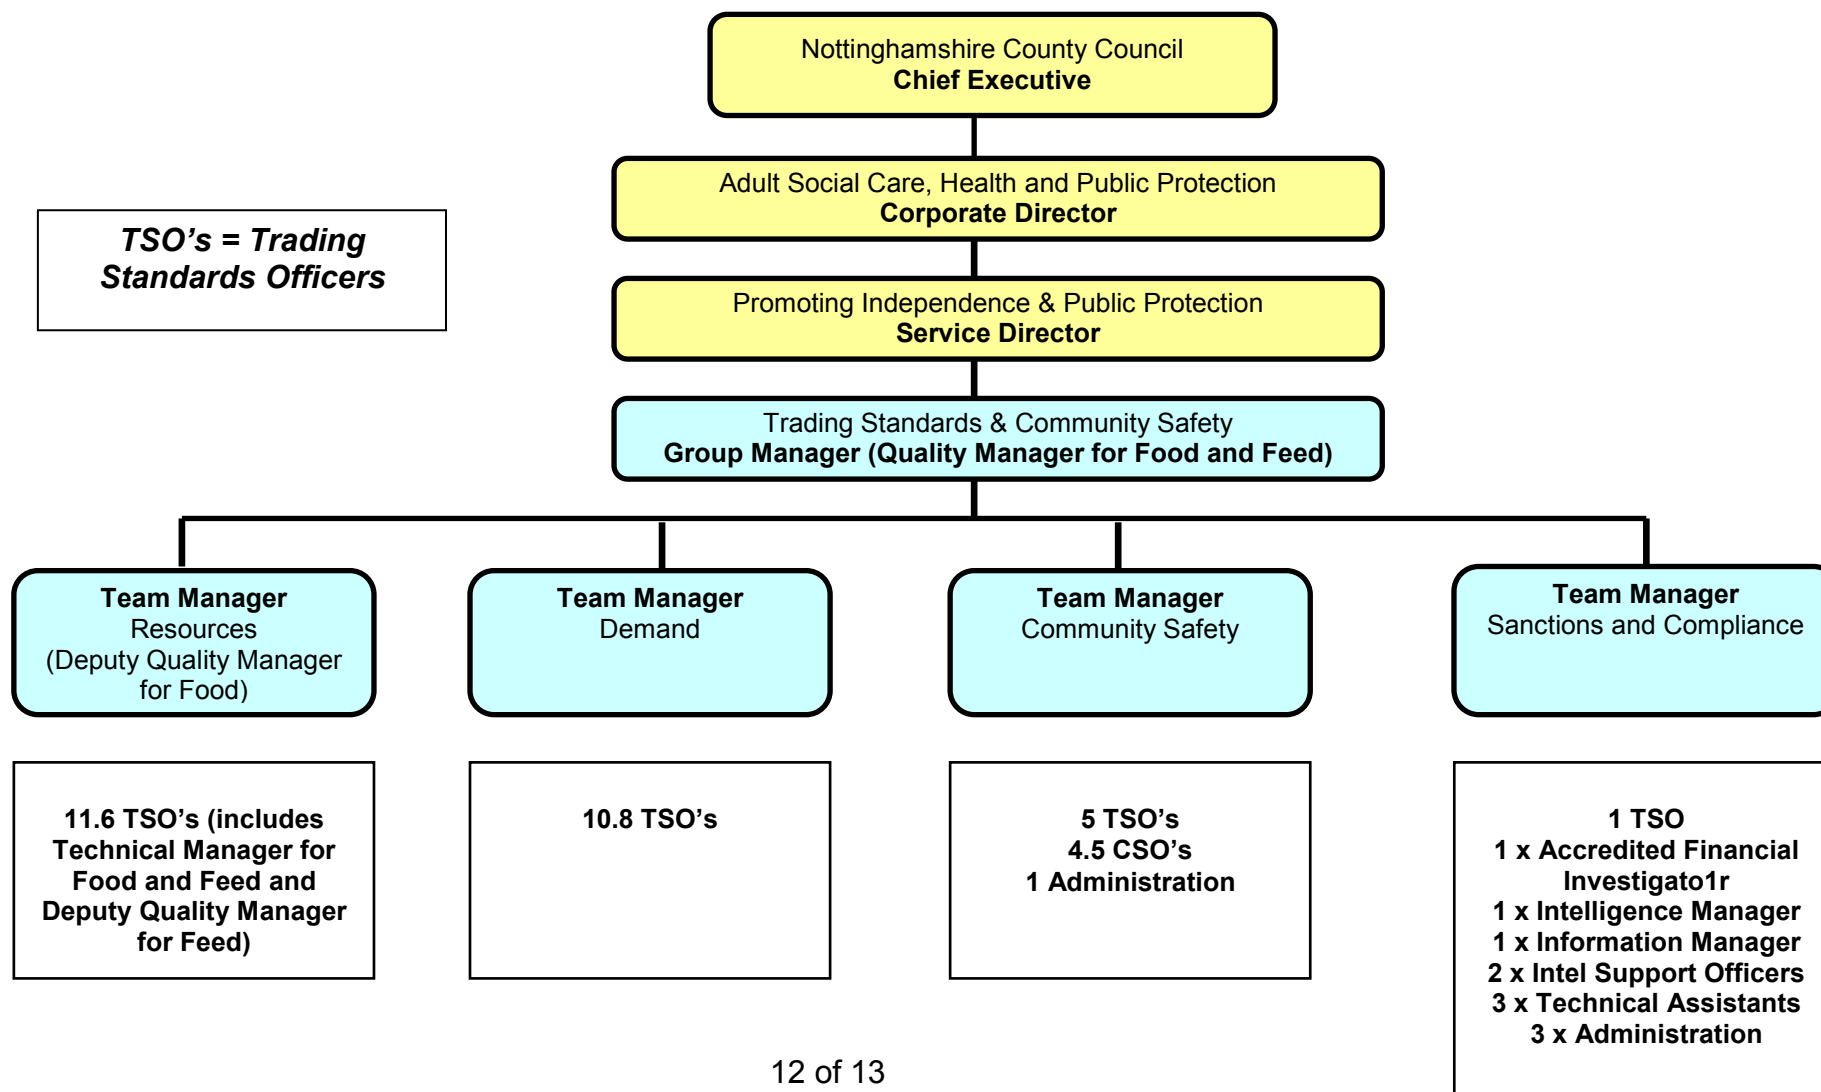 Nottinghamshire County Council
Chief Executive
Adult Social Care, Health and Public Protection
Corporate Director
TSO's = Trading
Standards Officers
Promoting Independence & Public Protection
Service Director
Trading Standards & Community Safety
Group Manager (Quality Manager for Food and Feed)
Team Manager
Resources
(Deputy Quality Manager
for Food)
Team Manager
Demand
Team Manager
Community Safety
Team Manager
Sanctions and Compliance
11.6 TSO’s (includes
Technical Manager for
Food and Feed and
Deputy Quality Manager
for Feed)
10.8 TSO’s
5 TSO’s
4.5 CSO’s
1 Administration
1 TSO
1 x Accredited Financial
Investigato1r
1 x Intelligence Manager
1 x Information Manager
2 x Intel Support Officers
3 x Technical Assistants
3 x Administration
12 of 13